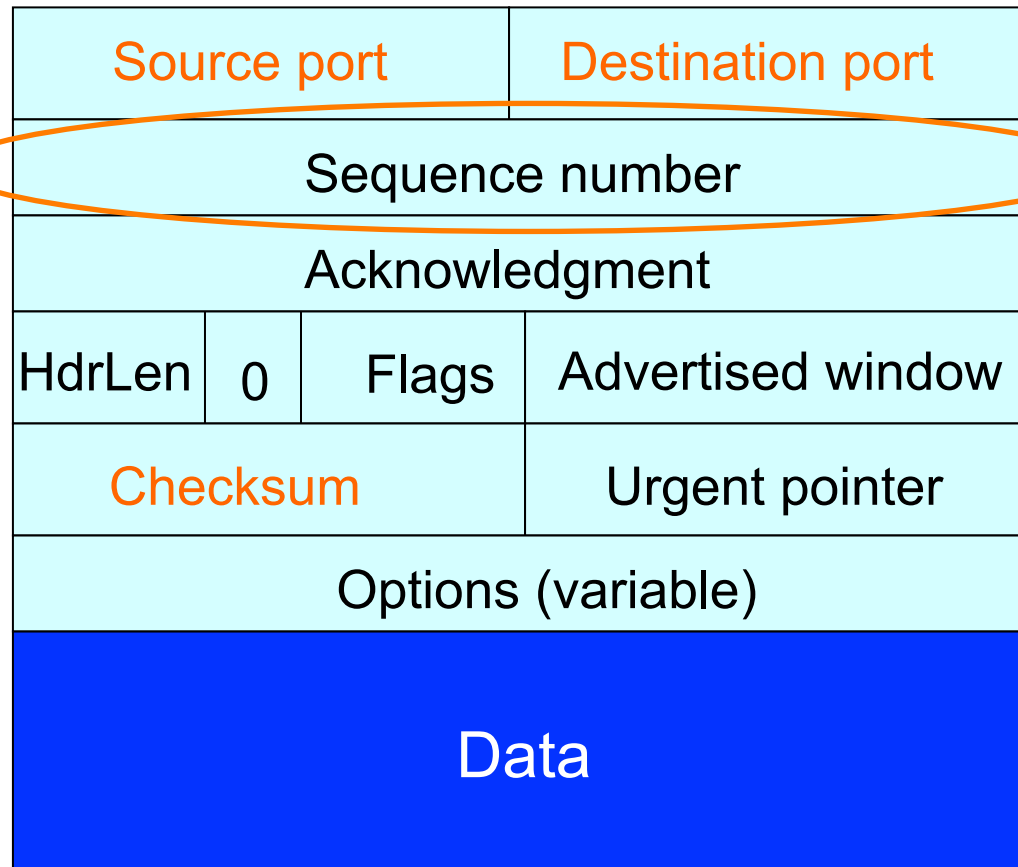 Source port Destination port
Sequence number
Acknowledgment
HdrLen 0 Flags Advertised window
Checksum Urgent pointer
Options (variable)
Data